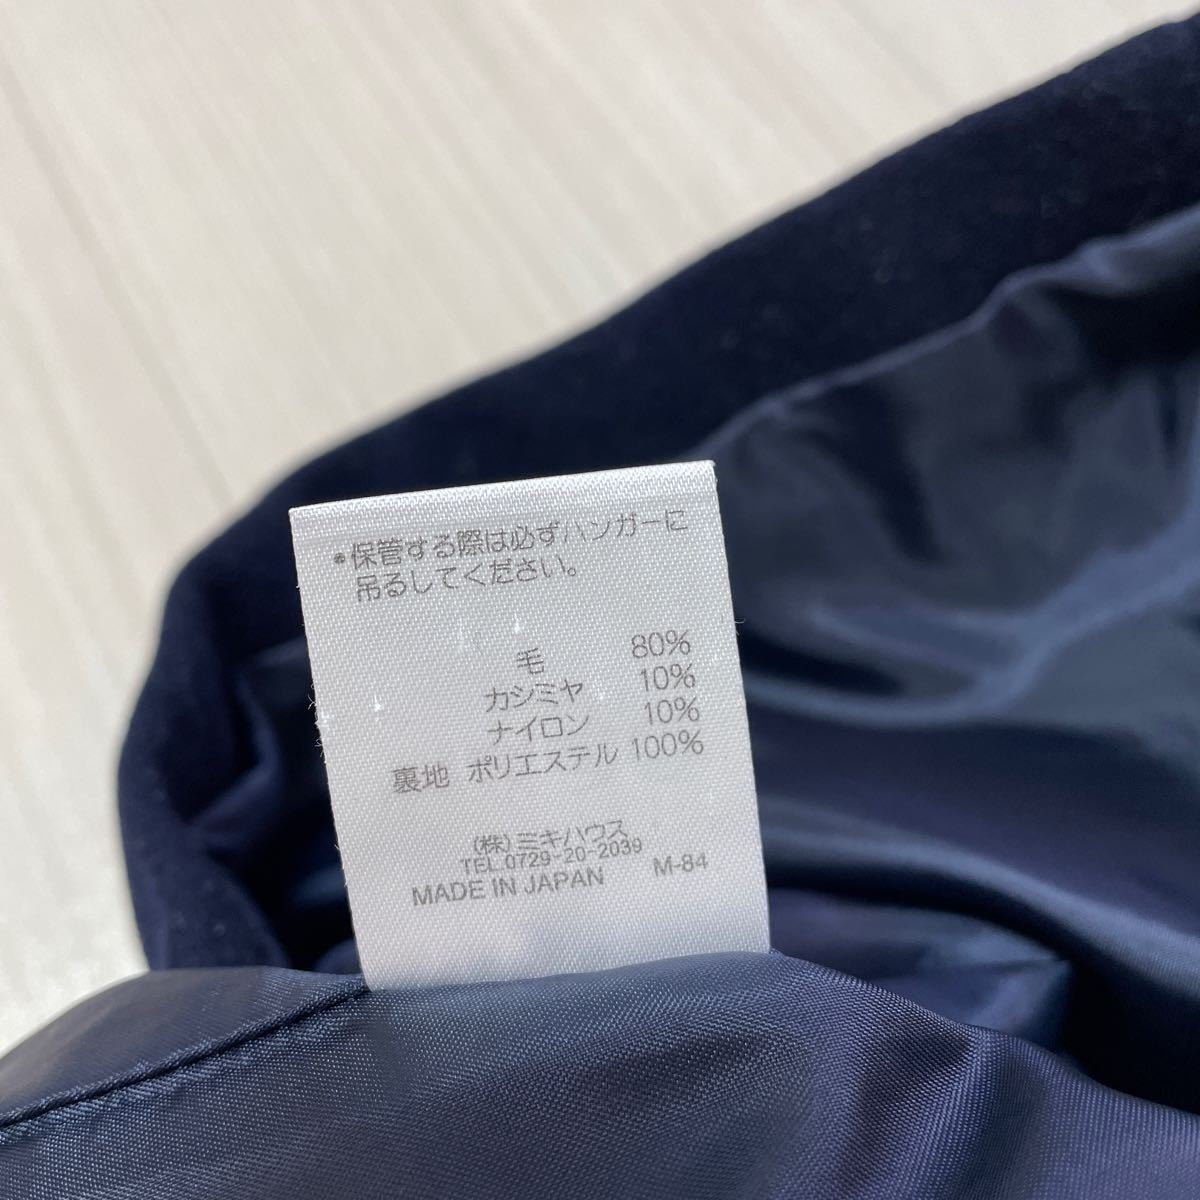 ●保管する際は必ずハンガーに
吊るしてください。
毛 80%
カシミヤ 10%
ナイロン 10%
裏地 ポリエステル 100%
(株)ミキハウス
TEL 0729-20-2039
MADE IN JAPAN M-84